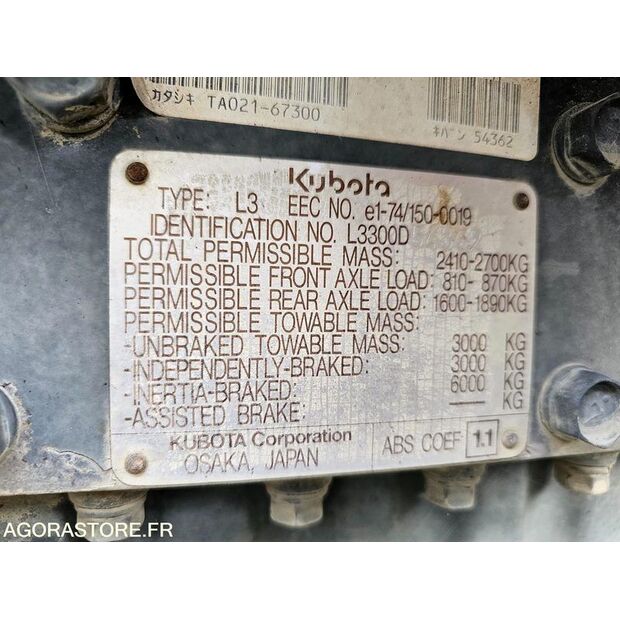 カタシキ TA021-67300
キバン 54362
Kubota
TYPE: L3 EEC NO. e1-74/150-0019
IDENTIFICATION NO. L3300D
TOTAL PERMISSIBLE MASS: 2410-2700KG
PERMISSIBLE FRONT AXLE LOAD: 810- 870KG
PERMISSIBLE REAR AXLE LOAD: 1600-1890KG
PERMISSIBLE TOWABLE MASS:
-UNBRAKED TOWABLE MASS: 3000 KG
-INDEPENDENTLY-BRAKED: 3000 KG
-INERTIA-BRAKED: 6000 KG
-ASSISTED BRAKE: —— KG
KUBOTA Corporation
OSAKA, JAPAN
ABS COEF 1.1
AGORASTORE.FR